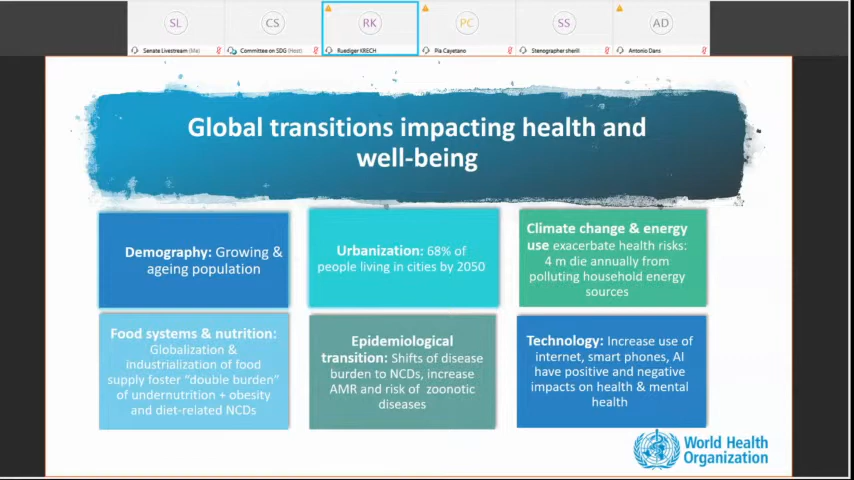 SL
CS
RK
PC
SS
AD
Senate Livestream (Me)
Committee on SDG (Host)
Ruediger KRECH
Pia Cayetano
Stenographer sherill
Antonio Dans
Global transitions impacting health and
well-being
Demography: Growing &
ageing population
Urbanization: 68% of
people living in cities by 2050
Climate change & energy
use exacerbate health risks:
4 m die annually from
polluting household energy
sources
Food systems & nutrition:
Globalization &
industrialization of food
supply foster "double burden"
of undernutrition + obesity
and diet-related NCDs
Epidemiological
transition: Shifts of disease
burden to NCDs, increase
AMR and risk of zoonotic
diseases
Technology: Increase use of
internet, smart phones, AI
have positive and negative
impacts on health & mental
health
World Health
Organization